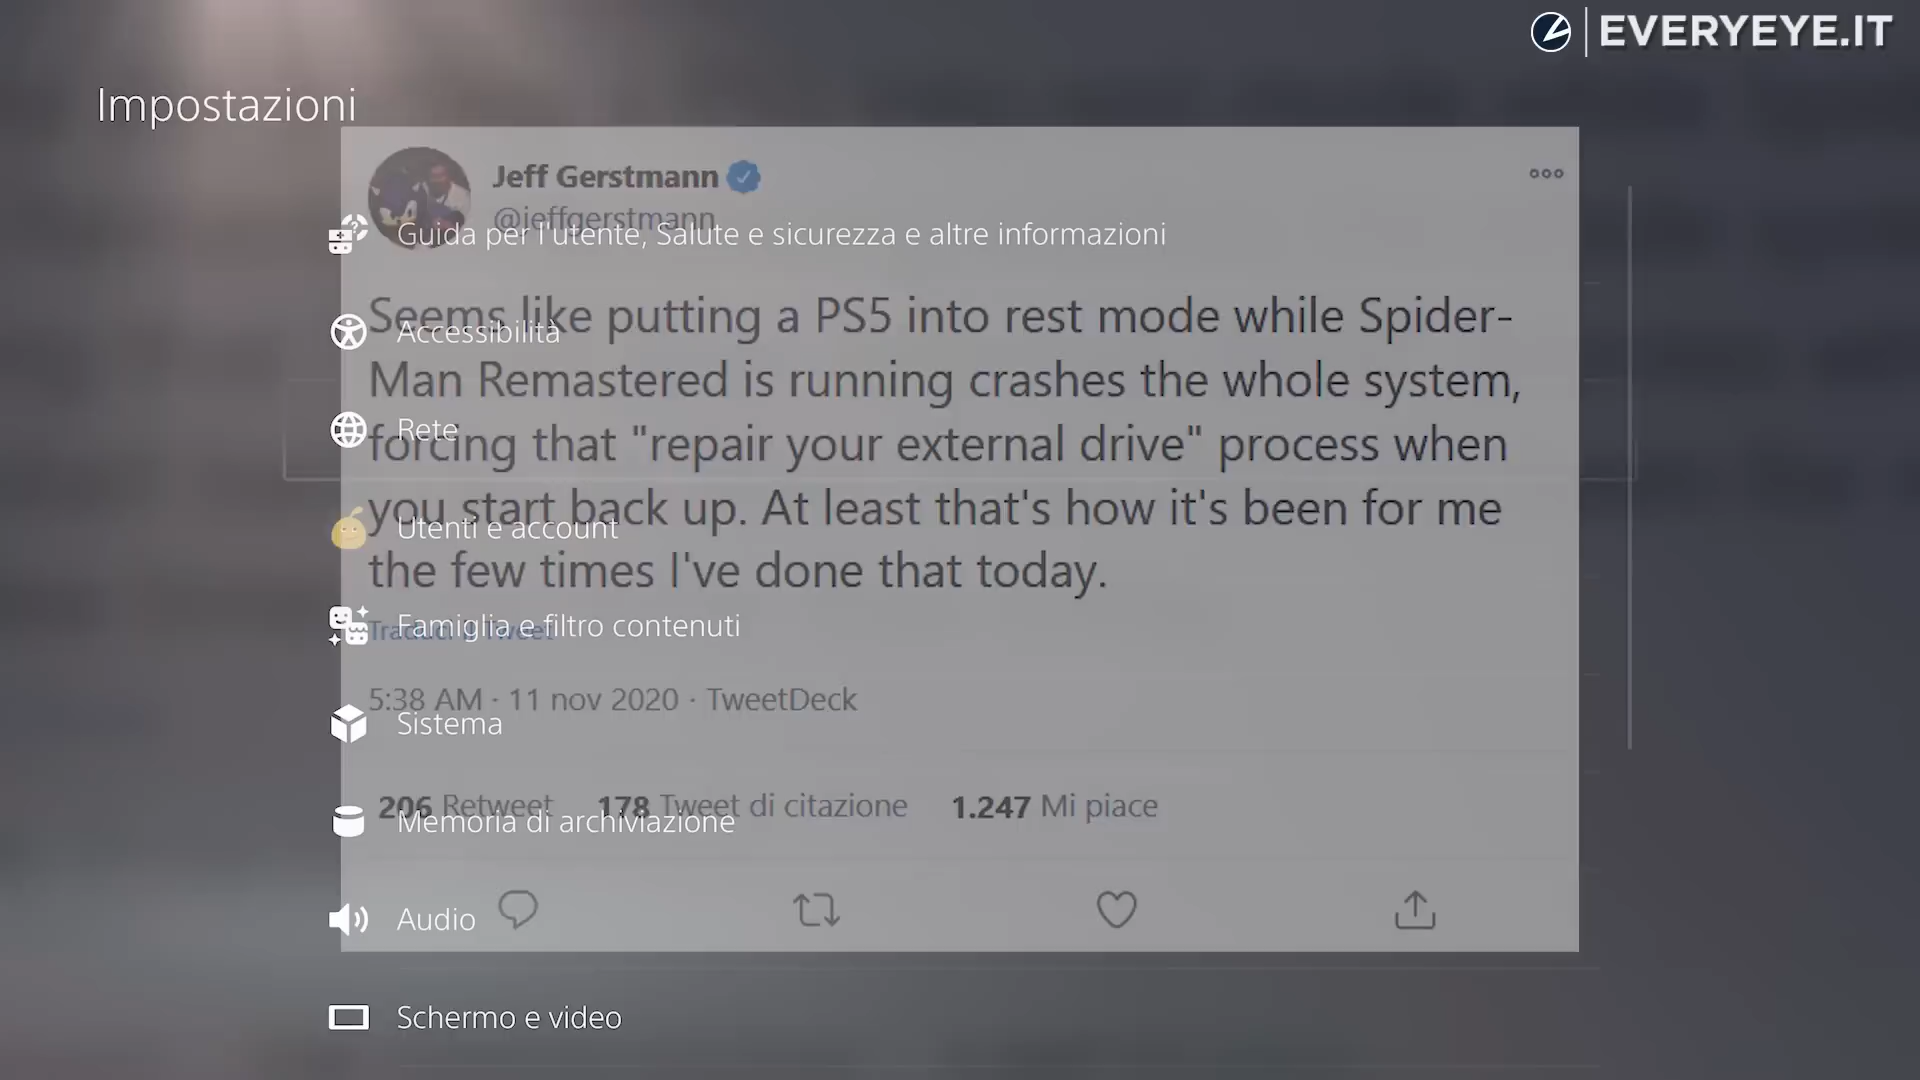 EVERYEYE.IT
Impostazioni
Jeff Gerstmann
@jeffgerstmann
Guida per l'utente, Salute e sicurezza e altre informazioni
Seems like putting a PS5 into rest mode while Spider-
Accessibilità
Man Remastered is running crashes the whole system,
Rete
forcing that "repair your external drive" process when
you start back up. At least that's how it's been for me
Utenti e account
the few times I've done that today.
Famiglia e filtro contenuti
Traduci il Tweet
5:38 AM · 11 nov 2020 · TweetDeck
Sistema
206 Retweet 178 Tweet di citazione 1.247 Mi piace
Memoria di archiviazione
Audio
Schermo e video